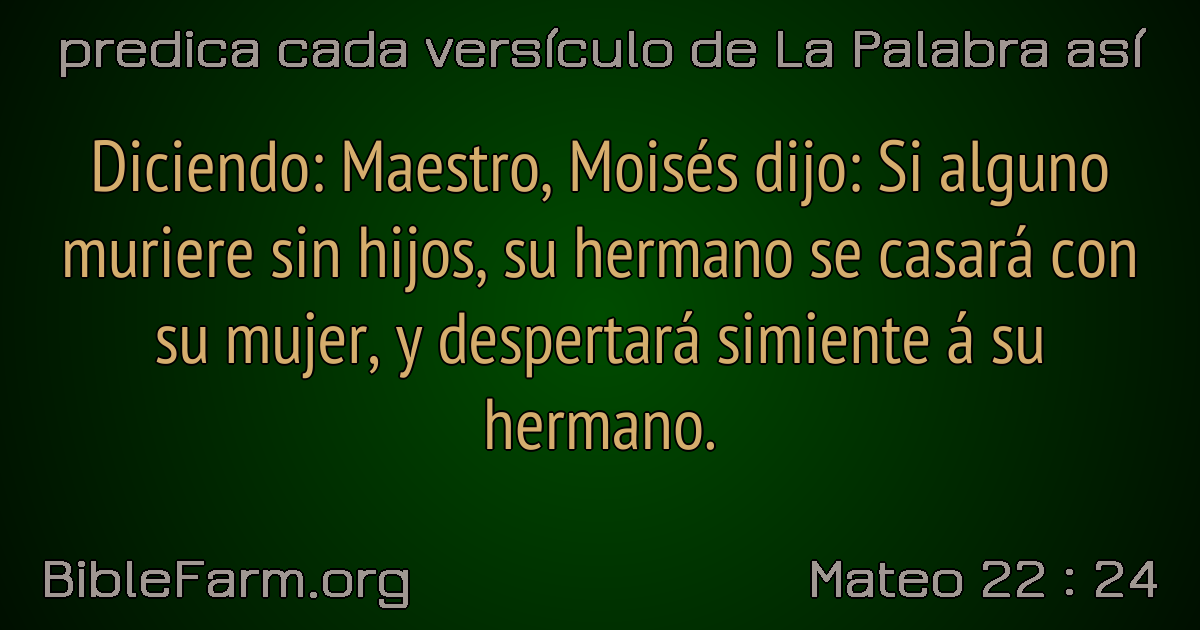 predica cada versículo de La Palabra así
Diciendo: Maestro, Moisés dijo: Si alguno
muriere sin hijos, su hermano se casará con
su mujer, y despertará simiente á su
hermano.
BibleFarm.org
Mateo 22 : 24